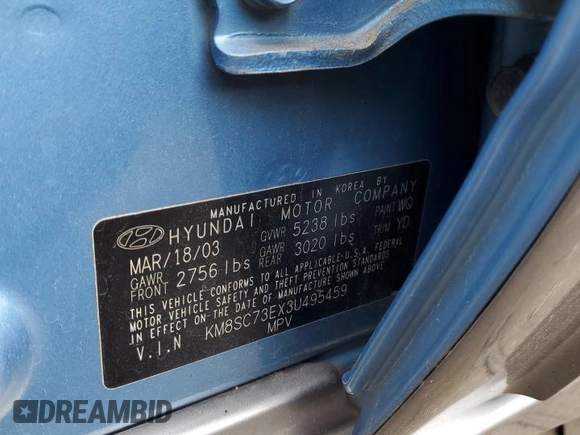 MANUFACTURED IN KOREA BY
HYUNDAI MOTOR COMPANY
MAR/18/03 GVWR 5238 lbs PAINT WQ
GAWR FRONT 2756 lbs GAWR REAR 3020 lbs TRIM YD
THIS VEHICLE CONFORMS TO ALL APPLICABLE U.S.A. FEDERAL
MOTOR VEHICLE SAFETY AND THEFT PREVENTION STANDARDS
IN EFFECT ON THE DATE OF MANUFACTURE SHOWN ABOVE.
V.I.N KM8SC73EX3U495459
MPV
DREAMBID